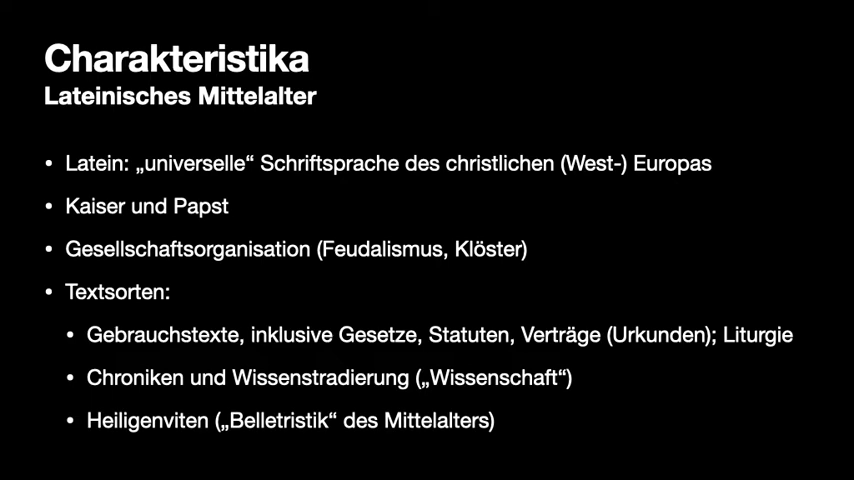 Charakteristika
Lateinisches Mittelalter
• Latein: „universelle“ Schriftsprache des christlichen (West-) Europas
• Kaiser und Papst
• Gesellschaftsorganisation (Feudalismus, Klöster)
• Textsorten:
• Gebrauchstexte, inklusive Gesetze, Statuten, Verträge (Urkunden); Liturgie
• Chroniken und Wissenstradierung („Wissenschaft“)
• Heiligenviten („Belletristik“ des Mittelalters)